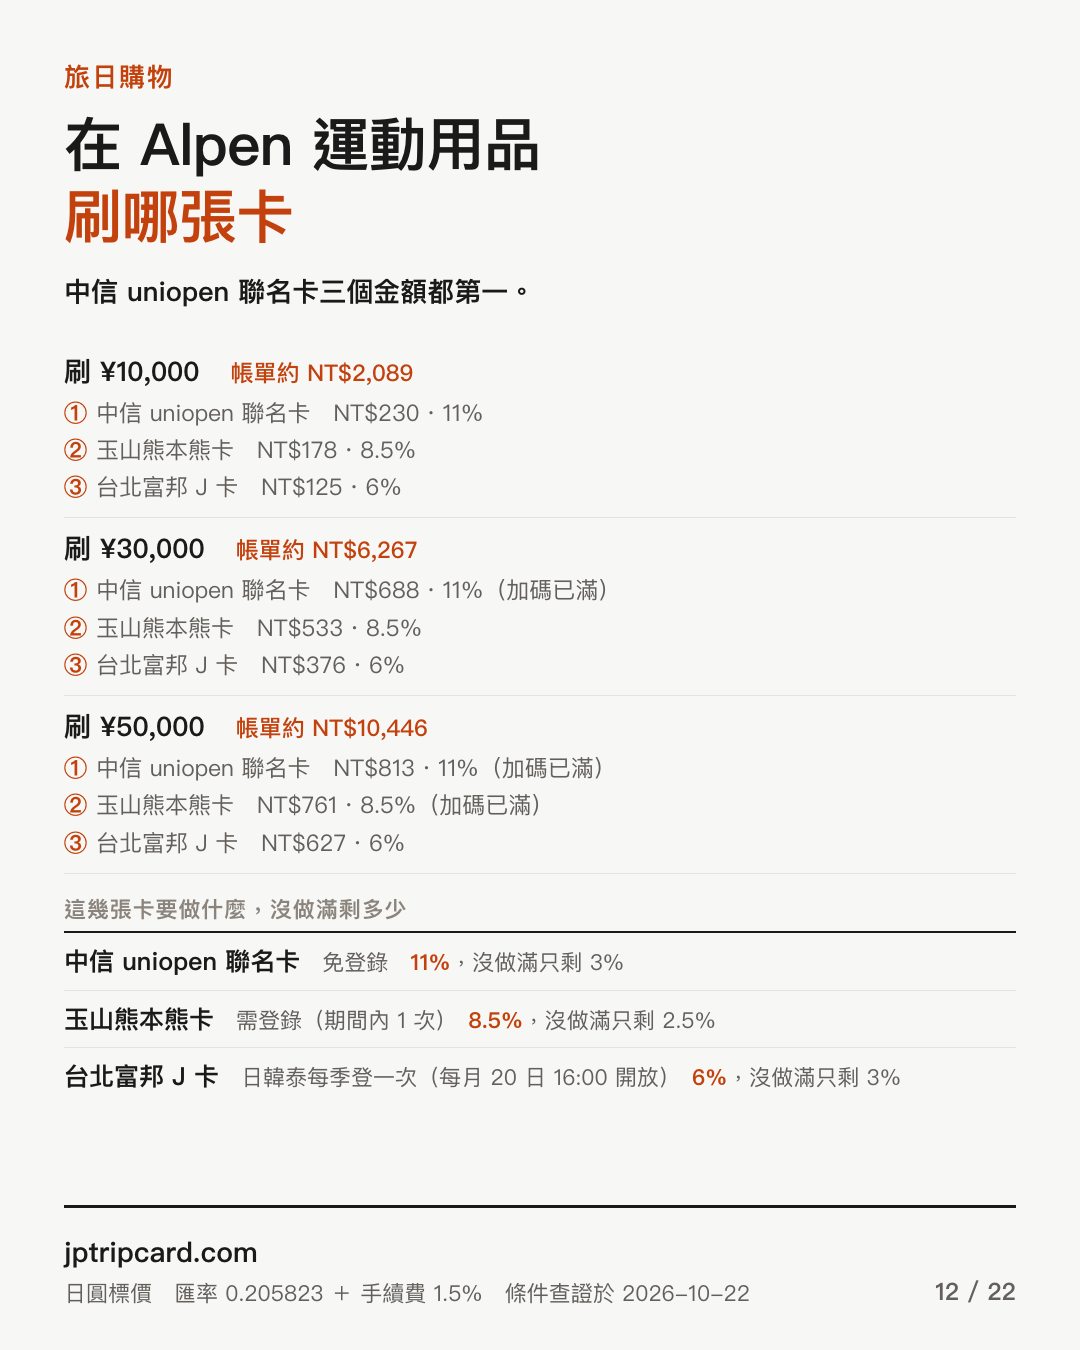 旅日購物
在 Alpen 運動用品
刷哪張卡
中信 uniopen 聯名卡三個金額都第一。
刷 ¥10,000 帳單約 NT$2,089
① 中信 uniopen 聯名卡 NT$230 · 11%
② 玉山熊本熊卡 NT$178 · 8.5%
③ 台北富邦 J 卡 NT$125 · 6%
刷 ¥30,000 帳單約 NT$6,267
① 中信 uniopen 聯名卡 NT$688 · 11%（加碼已滿）
② 玉山熊本熊卡 NT$533 · 8.5%
③ 台北富邦 J 卡 NT$376 · 6%
刷 ¥50,000 帳單約 NT$10,446
① 中信 uniopen 聯名卡 NT$813 · 11%（加碼已滿）
② 玉山熊本熊卡 NT$761 · 8.5%（加碼已滿）
③ 台北富邦 J 卡 NT$627 · 6%
這幾張卡要做什麼，沒做滿剩多少
中信 uniopen 聯名卡 免登錄 11%，沒做滿只剩 3%
玉山熊本熊卡 需登錄（期間內 1 次） 8.5%，沒做滿只剩 2.5%
台北富邦 J 卡 日韓泰每季登一次（每月 20 日 16:00 開放） 6%，沒做滿只剩 3%
jptripcard.com
日圓標價 匯率 0.205823 + 手續費 1.5% 條件查證於 2026-10-22
12 / 22